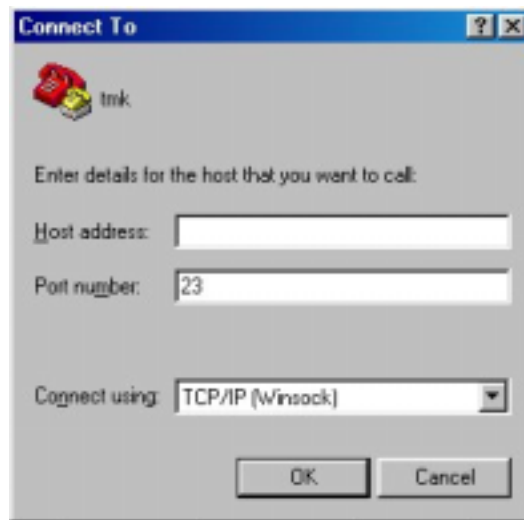 Connect To
tmk
Enter details for the host that you want to call:
Host address:
Port number: 23
Connect using: TCP/IP (Winsock)
OK Cancel